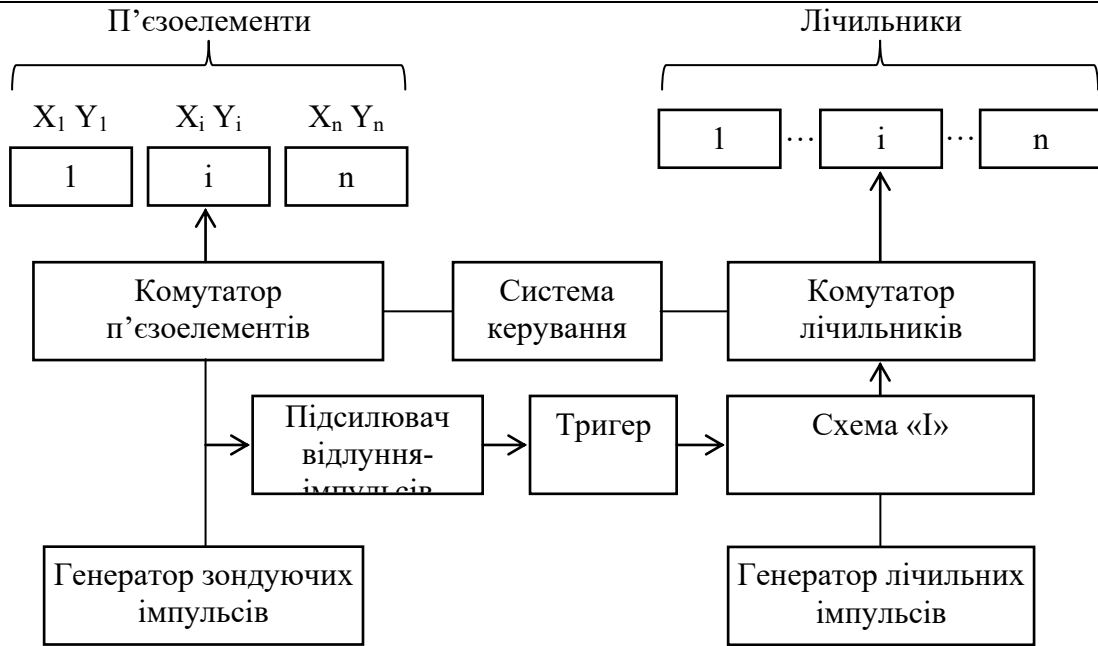 П’єзоелементи
Лічильники
X₁ Y₁ Xᵢ Yᵢ Xₙ Yₙ
1 i n
1 ... i ... n
Комутатор
п’єзоелементів
Система
керування
Комутатор
лічильників
Підсилювач
відлуння-
імпульсів
Тригер
Схема «І»
Генератор зондуючих
імпульсів
Генератор лічильних
імпульсів